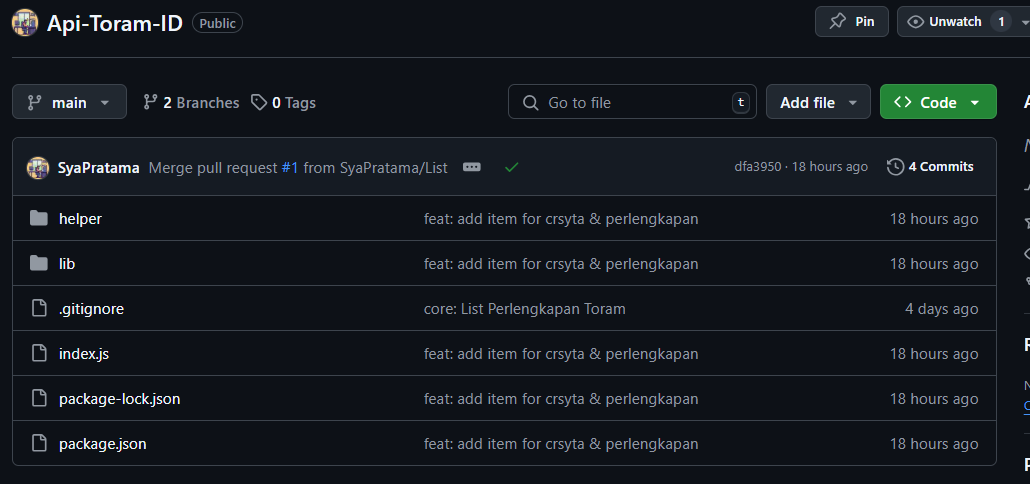 Api-Toram-ID Public Pin Unwatch 1
main 2 Branches 0 Tags Go to file t Add file Code
SyaPratama Merge pull request #1 from SyaPratama/List dfa3950 · 18 hours ago 4 Commits
helper feat: add item for crsyta & perlengkapan 18 hours ago
lib feat: add item for crsyta & perlengkapan 18 hours ago
.gitignore core: List Perlengkapan Toram 4 days ago
index.js feat: add item for crsyta & perlengkapan 18 hours ago
package-lock.json feat: add item for crsyta & perlengkapan 18 hours ago
package.json feat: add item for crsyta & perlengkapan 18 hours ago